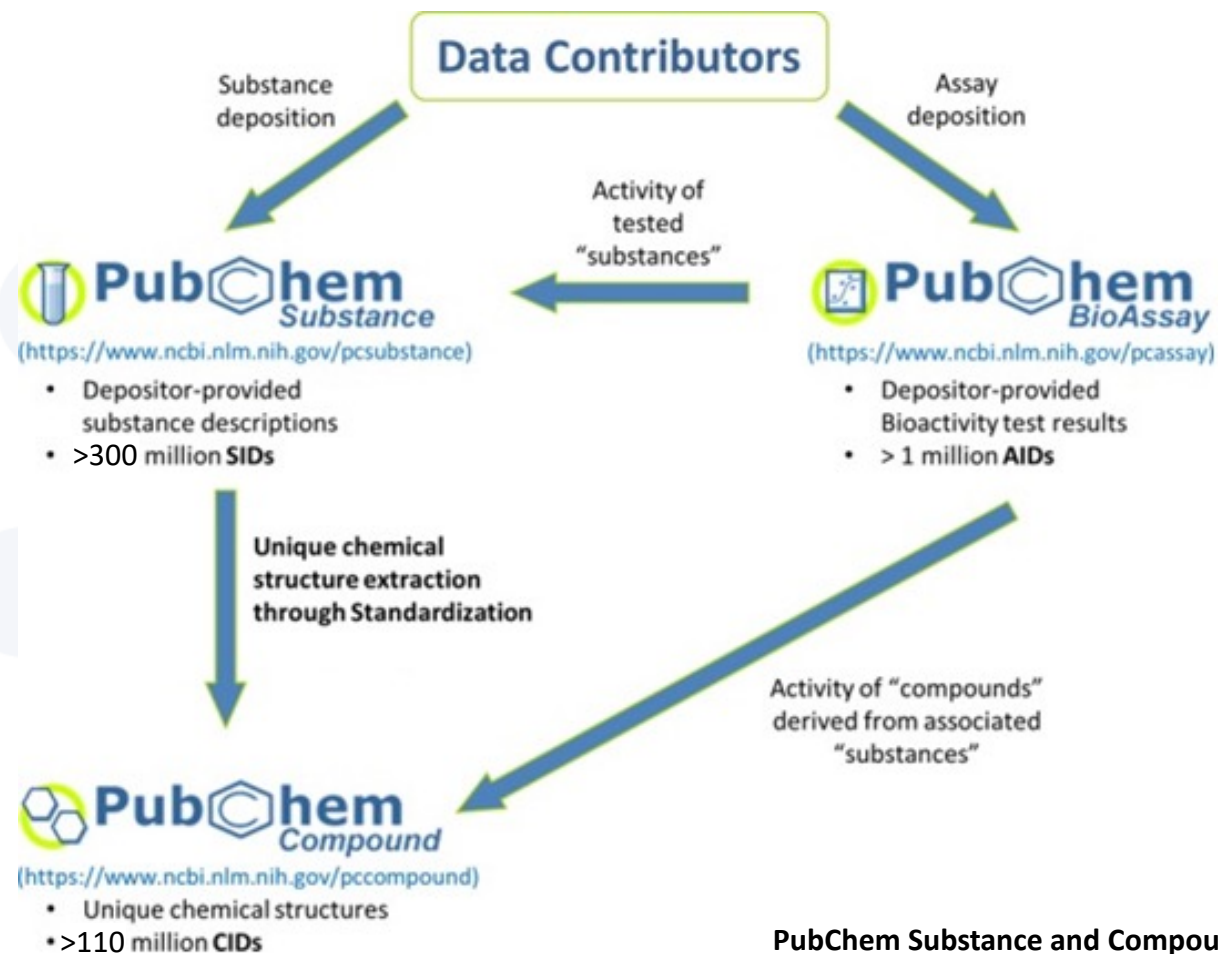 Data Contributors
Substance
deposition
Assay
deposition
Activity of
tested
“substances”
PubChem
Substance
(https://www.ncbi.nlm.nih.gov/pcsubstance)
• Depositor-provided
substance descriptions
• >300 million SIDs
PubChem
BioAssay
(https://www.ncbi.nlm.nih.gov/pcassay)
• Depositor-provided
Bioactivity test results
• > 1 million AIDs
Unique chemical
structure extraction
through Standardization
Activity of “compounds”
derived from associated
“substances”
PubChem
Compound
(https://www.ncbi.nlm.nih.gov/pccompound)
• Unique chemical structures
• >110 million CIDs
PubChem Substance and Compou